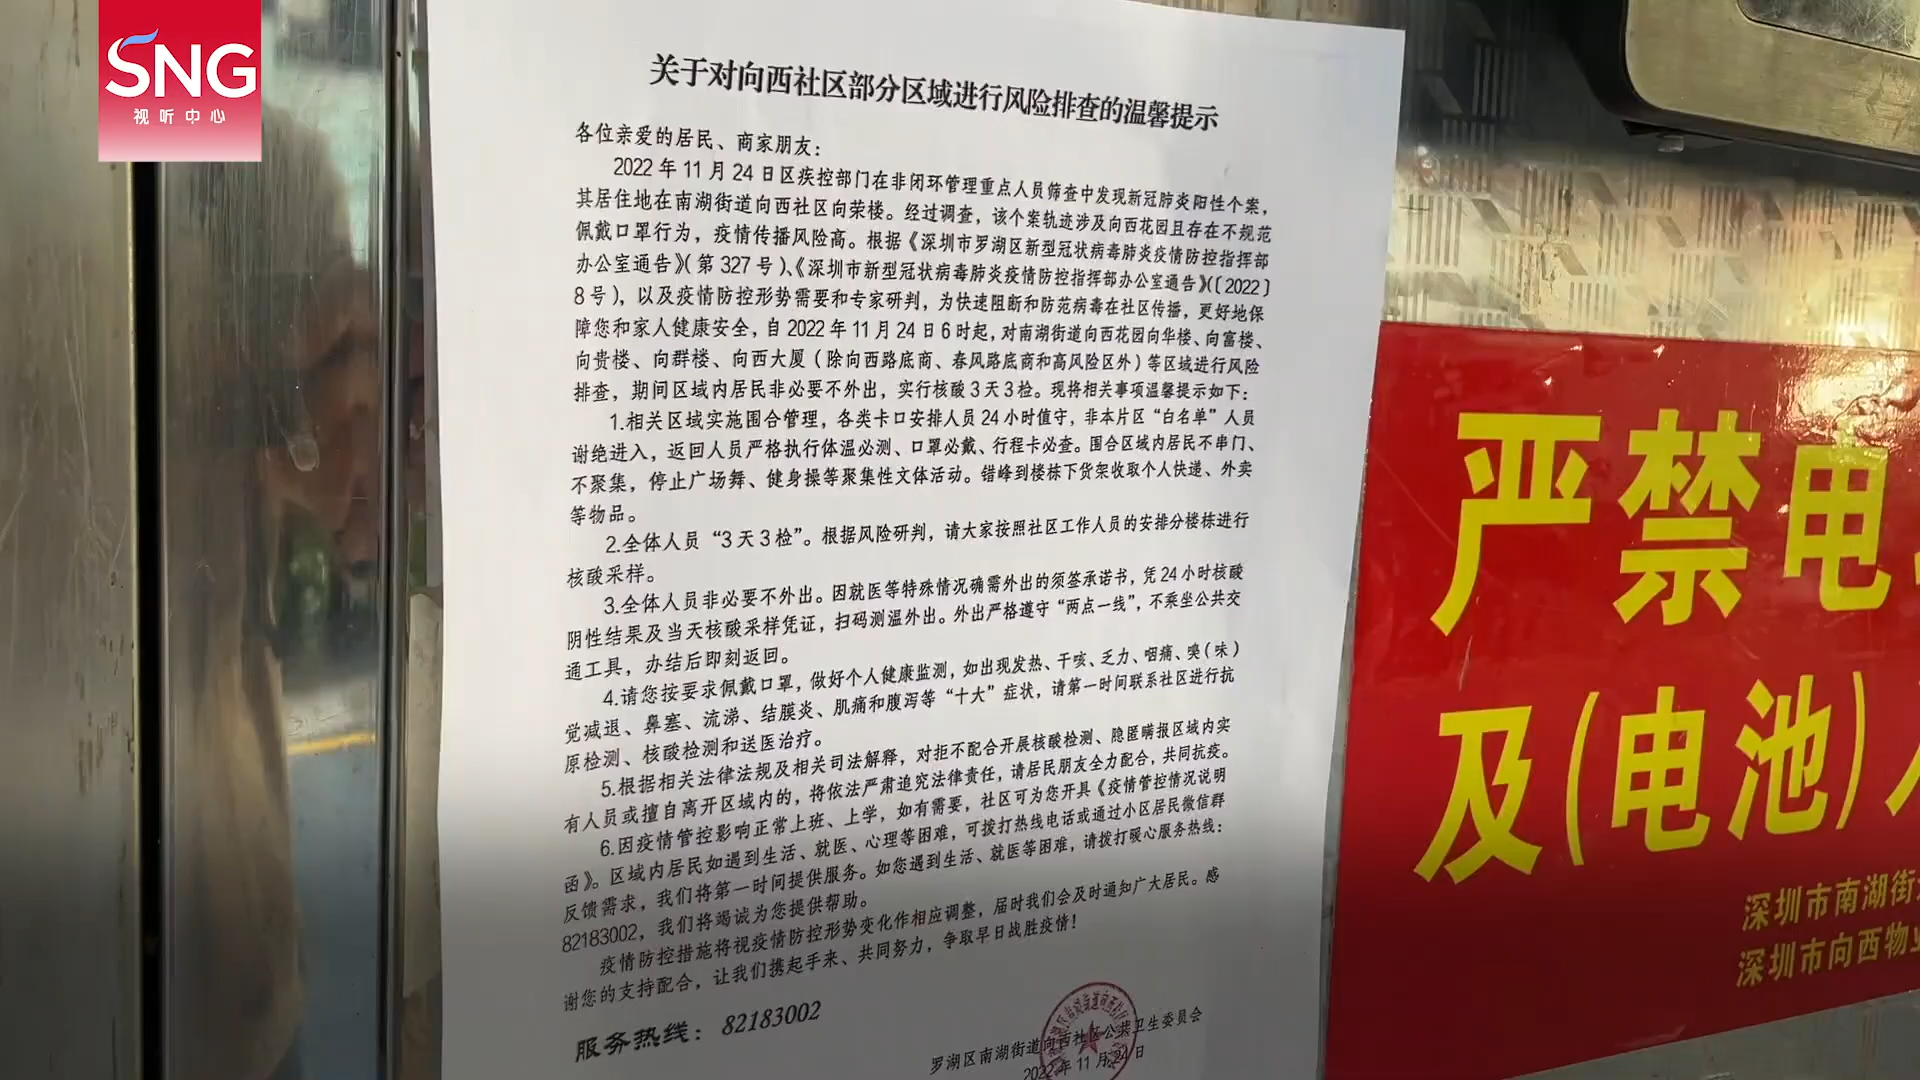 SNG
视听中心
关于对向西社区部分区域进行风险排查的温馨提示
各位亲爱的居民、商家朋友：
2022年11月24日区疾控部门在非闭环管理重点人员筛查中发现新冠肺炎阳性个案，
其居住地在南湖街道向西社区向荣楼。经过调查，该个案轨迹涉及向西花园且存在不规范
佩戴口罩行为，疫情传播风险高。根据《深圳市罗湖区新型冠状病毒肺炎疫情防控指挥部
办公室通告》（第327号）、《深圳市新型冠状病毒肺炎疫情防控指挥部办公室通告》（〔2022〕
8号），以及疫情防控形势需要和专家研判，为快速阻断和防范病毒在社区传播，更好地保
障您和家人健康安全，自2022年11月24日6时起，对南湖街道向西花园向华楼、向富楼、
向贵楼、向群楼、向西大厦（除向西路底商、春风路底商和高风险区外）等区域进行风险
排查，期间区域内居民非必要不外出，实行核酸3天3检。现将相关事项温馨提示如下：
1.相关区域实施围合管理，各类卡口安排人员24小时值守，非本片区“白名单”人员
谢绝进入，返回人员严格执行体温必测、口罩必戴、行程卡必查。围合区域内居民不串门、
不聚集，停止广场舞、健身操等聚集性文体活动。错峰到楼栋下货架收取个人快递、外卖
等物品。
2.全体人员“3天3检”。根据风险研判，请大家按照社区工作人员的安排分楼栋进行
核酸采样。
3.全体人员非必要不外出。因就医等特殊情况确需外出的须签承诺书，凭24小时核酸
阴性结果及当天核酸采样凭证，扫码测温外出。外出严格遵守“两点一线”，不乘坐公共交
通工具，办结后即刻返回。
4.请您按要求佩戴口罩，做好个人健康监测，如出现发热、干咳、乏力、咽痛、嗅（味）
觉减退、鼻塞、流涕、结膜炎、肌痛和腹泻等“十大”症状，请第一时间联系社区进行抗
原检测、核酸检测和送医治疗。
5.根据相关法律法规及相关司法解释，对拒不配合开展核酸检测、隐匿瞒报区域内实
有人员或擅自离开区域内的，将依法严肃追究法律责任，请居民朋友全力配合，共同抗疫。
6.因疫情管控影响正常上班、上学，如有需要，社区可为您开具《疫情管控情况说明
函》。区域内居民如遇到生活、就医、心理等困难，可拨打热线电话或通过小区居民微信群
反馈需求，我们将第一时间提供服务。如您遇到生活、就医等困难，请拨打暖心服务热线：
82183002，我们将竭诚为您提供帮助。
疫情防控措施将视疫情防控形势变化作相应调整，届时我们会及时通知广大居民。感
谢您的支持配合，让我们携起手来、共同努力，争取早日战胜疫情！
服务热线：82183002
罗湖区南湖街道向西社区公共卫生委员会
2022年11月24日
严禁电
及(电池)
深圳市南湖街
深圳市向西物业